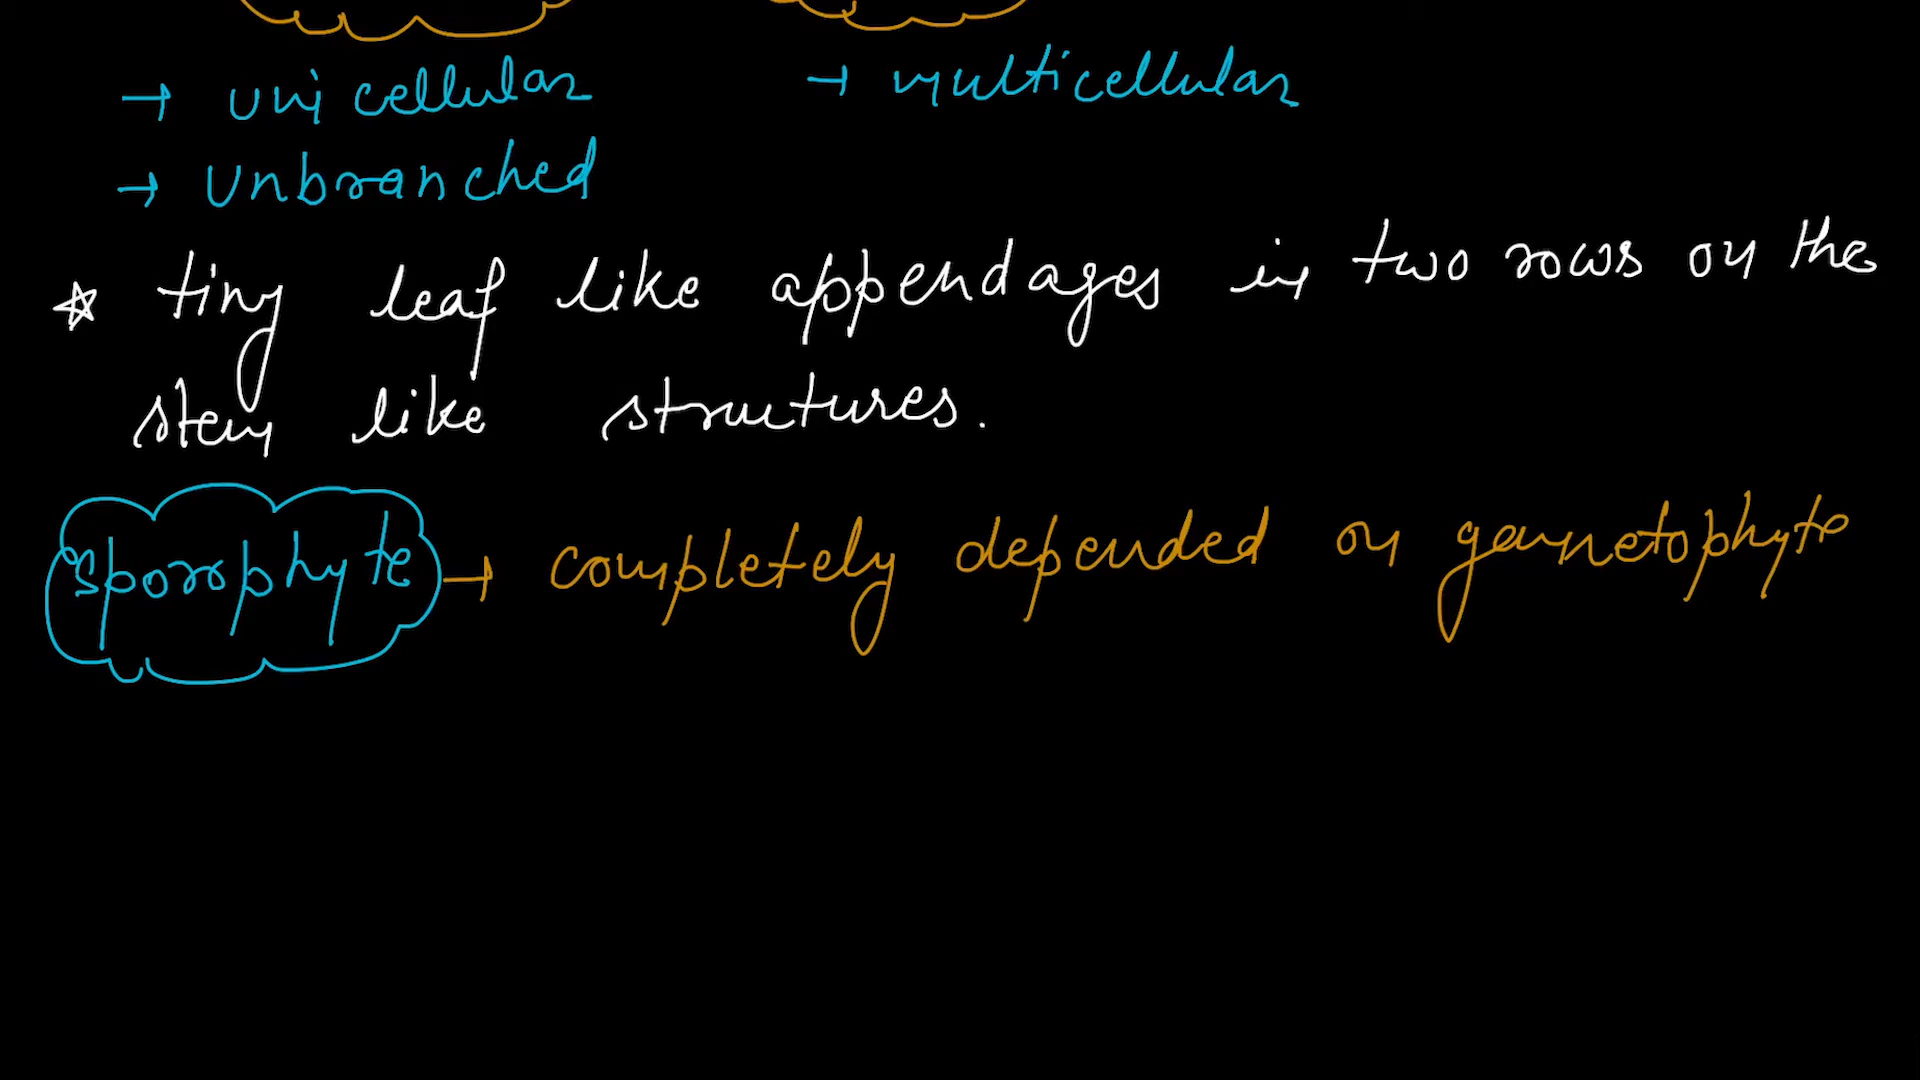 → unicellular → multicellular
→ unbranched
☆ tiny leaf like appendages in two rows on the
stem like structures.
sporophyte → completely depended on gametophyte